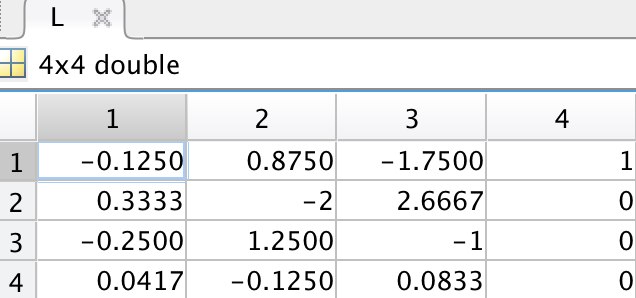 L
4x4 double
1 2 3 4
1 -0.1250 0.8750 -1.7500 1
2 0.3333 -2 2.6667 0
3 -0.2500 1.2500 -1 0
4 0.0417 -0.1250 0.0833 0